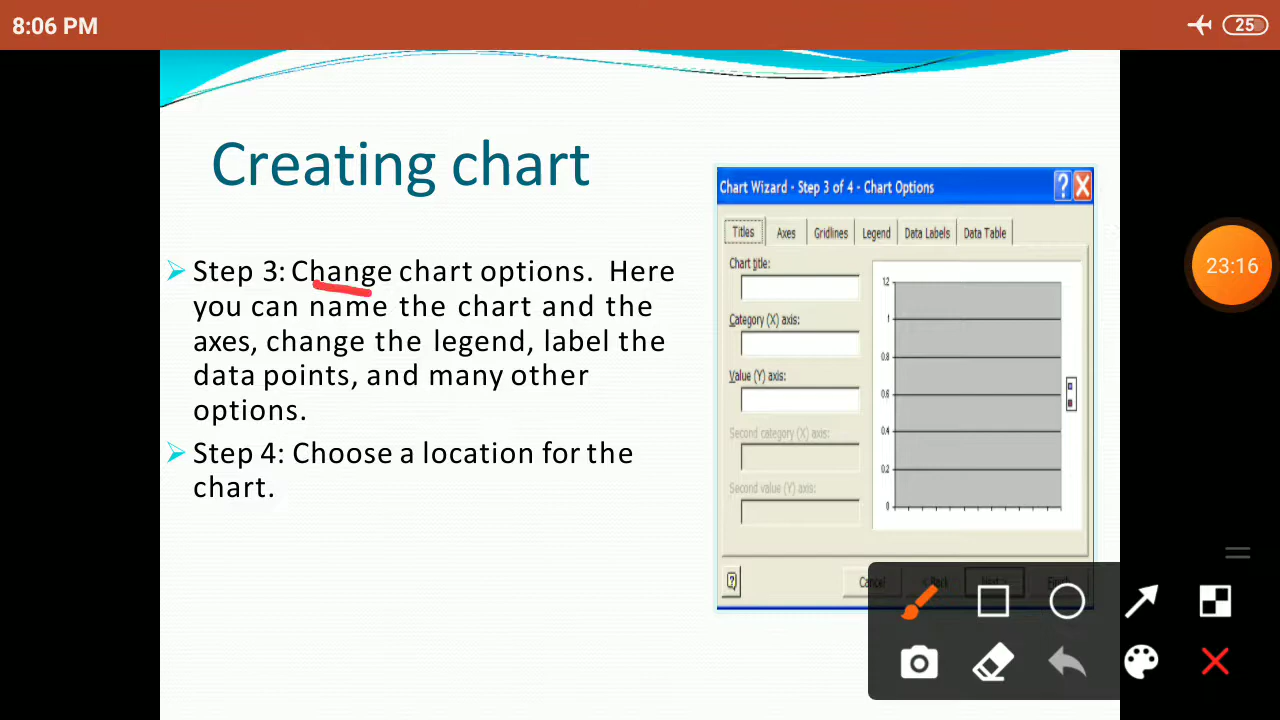 8:06 PM
25
Creating chart
Step 3: Change chart options. Here
you can name the chart and the
axes, change the legend, label the
data points, and many other
options.
Step 4: Choose a location for the
chart.
Chart Wizard - Step 3 of 4 - Chart Options
Titles Axes Gridlines Legend Data Labels Data Table
Chart title:
Category (X) axis:
Value (Y) axis:
Second category (X) axis:
Second value (Y) axis:
1.2
1
0.8
0.6
0.4
0.2
0
Cancel < Back Next > Finish
23:16